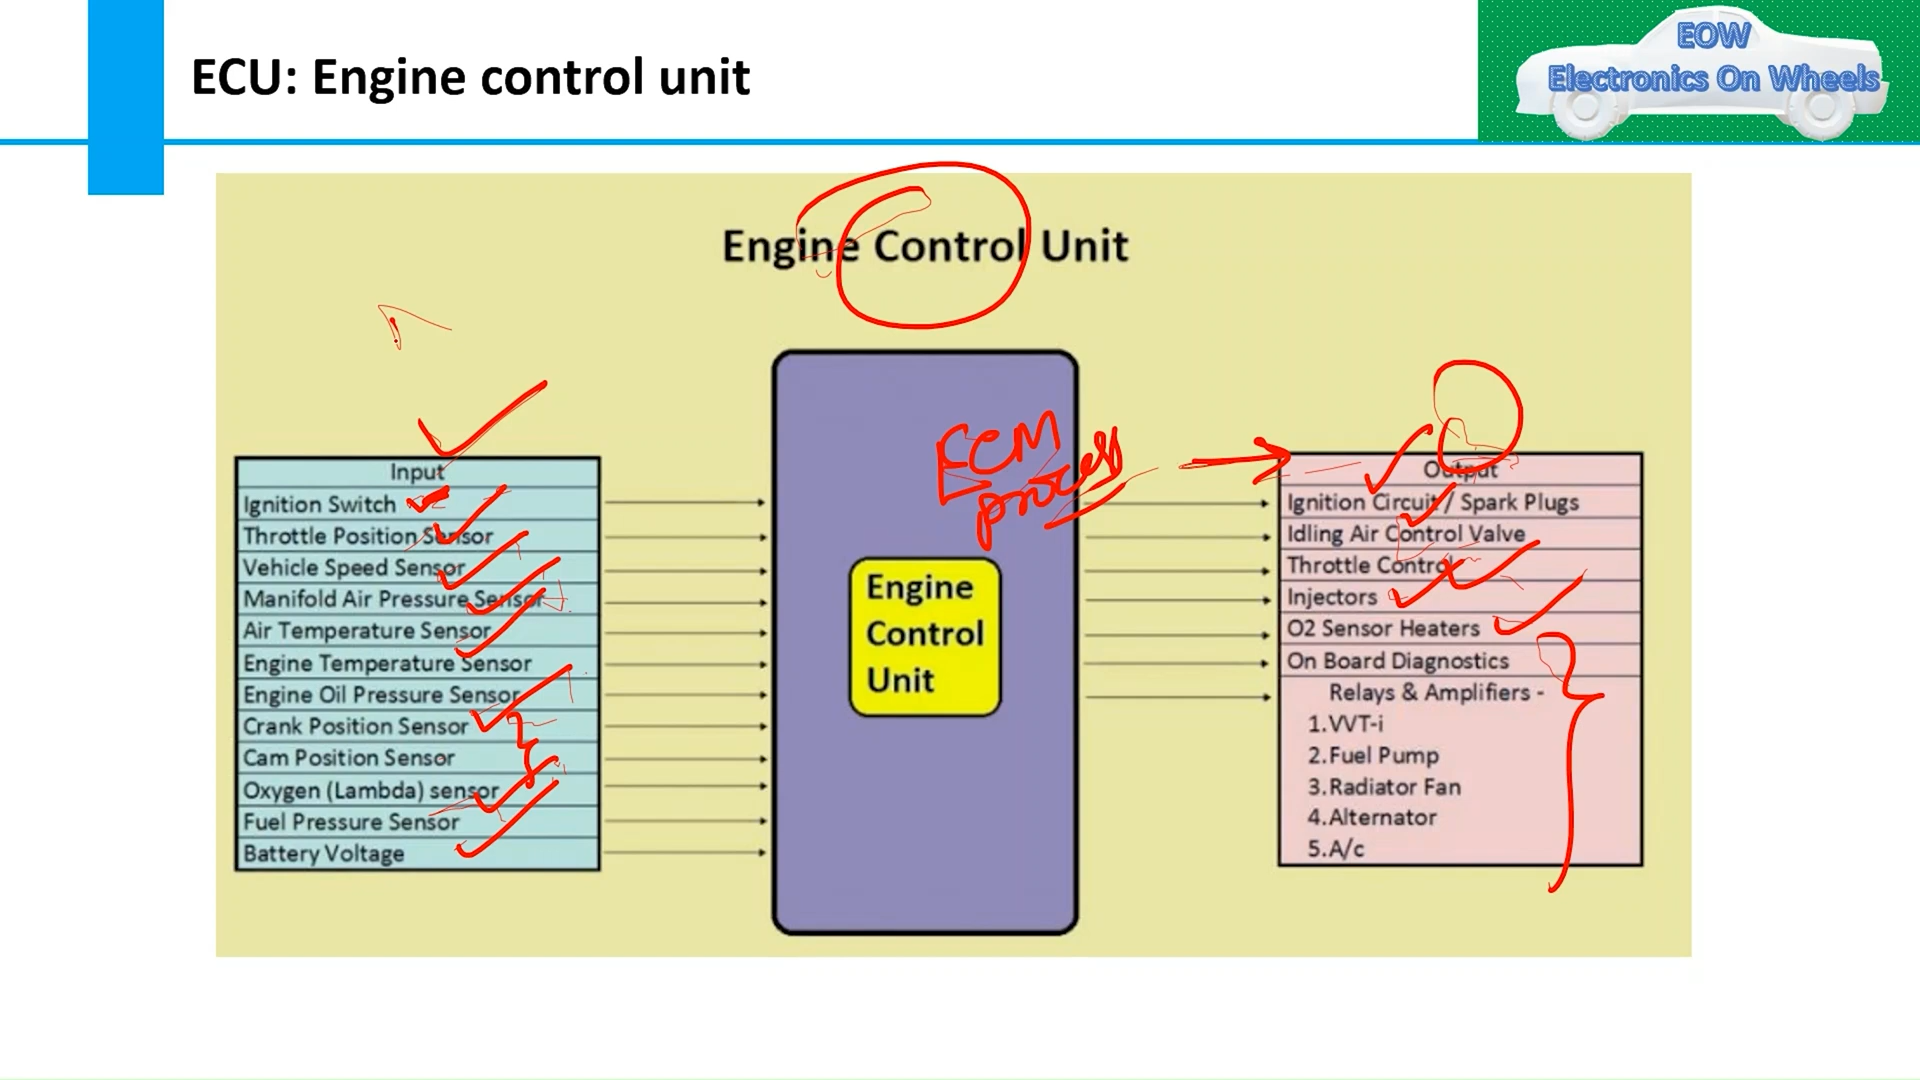 ECU: Engine control unit
EOW
Electronics On Wheels
Engine Control Unit
Input
Ignition Switch
Throttle Position Sensor
Vehicle Speed Sensor
Manifold Air Pressure Sensor
Air Temperature Sensor
Engine Temperature Sensor
Engine Oil Pressure Sensor
Crank Position Sensor
Cam Position Sensor
Oxygen (Lambda) sensor
Fuel Pressure Sensor
Battery Voltage
ECM
process
Engine
Control
Unit
Output
Ignition Circuit / Spark Plugs
Idling Air Control Valve
Throttle Control
Injectors
O2 Sensor Heaters
On Board Diagnostics
Relays & Amplifiers -
1.VVT-i
2.Fuel Pump
3.Radiator Fan
4.Alternator
5.A/c